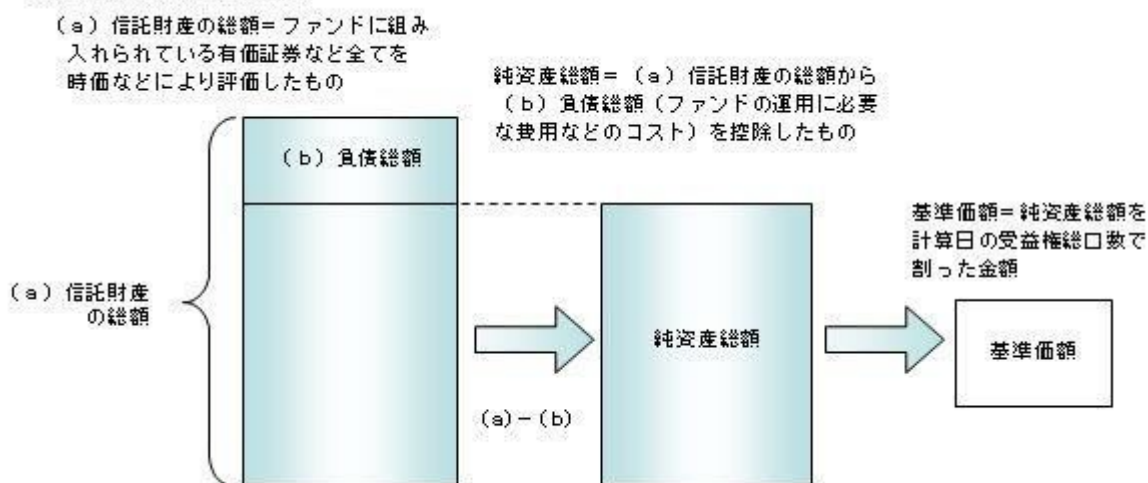 (a)信託財産の総額=ファンドに組み
入れられている有価証券など全てを
時価などにより評価したもの
純資産総額=(a)信託財産の総額から
(b)負債総額(ファンドの運用に必要
な費用などのコスト)を控除したもの
(b)負債総額
基準価額=純資産総額を
計算日の受益権総口数で
割った金額
(a)信託財産
の総額
純資産総額
基準価額
(a)-(b)